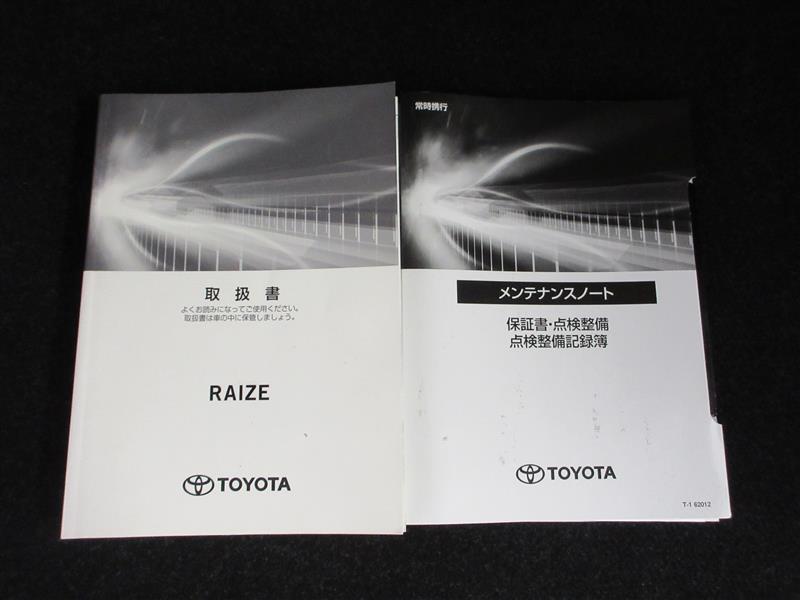 取扱書
よくお読みになってご使用ください。
取扱書は車の中に保管しましょう。
RAIZE
TOYOTA
常時携行
メンテナンスノート
保証書・点検整備
点検整備記録簿
TOYOTA
T-1 62012